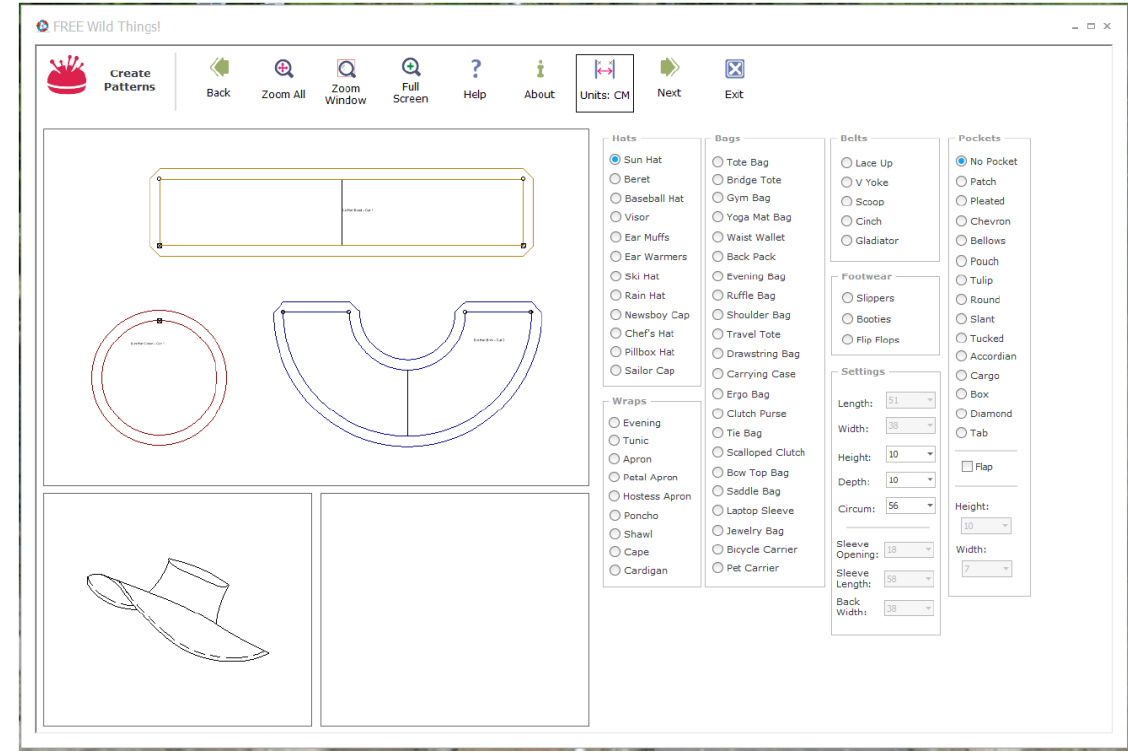 FREE Wild Things!
Create
Patterns
Back
Zoom All
Zoom
Window
Full
Screen
Help
About
Units: CM
Next
Exit
Hats
Sun Hat
Beret
Baseball Hat
Visor
Ear Muffs
Ear Warmers
Ski Hat
Rain Hat
Newsboy Cap
Chef's Hat
Pillbox Hat
Sailor Cap
Wraps
Evening
Tunic
Apron
Petal Apron
Hostess Apron
Poncho
Shawl
Cape
Cardigan
Bags
Tote Bag
Bridge Tote
Gym Bag
Yoga Mat Bag
Waist Wallet
Back Pack
Evening Bag
Ruffle Bag
Shoulder Bag
Travel Tote
Drawstring Bag
Carrying Case
Ergo Bag
Clutch Purse
Tie Bag
Scalloped Clutch
Bow Top Bag
Saddle Bag
Laptop Sleeve
Jewelry Bag
Bicycle Carrier
Pet Carrier
Belts
Lace Up
V Yoke
Scoop
Cinch
Gladiator
Footwear
Slippers
Booties
Flip Flops
Settings
Length: 51
Width: 38
Height: 10
Depth: 10
Circum: 56
Sleeve
Opening: 18
Sleeve
Length: 58
Back
Width: 38
Pockets
No Pocket
Patch
Pleated
Chevron
Bellows
Pouch
Tulip
Round
Slant
Tucked
Accordian
Cargo
Box
Diamond
Tab
Flap
Height:
10
Width:
7